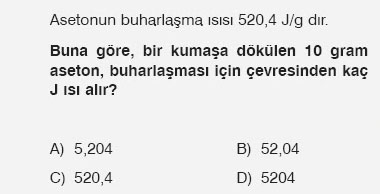 Asetonun buharlaşma ısısı 520,4 J/g dır.
Buna göre, bir kumaşa dökülen 10 gram
aseton, buharlaşması için çevresinden kaç
J ısı alır?
A) 5,204 B) 52,04
C) 520,4 D) 5204